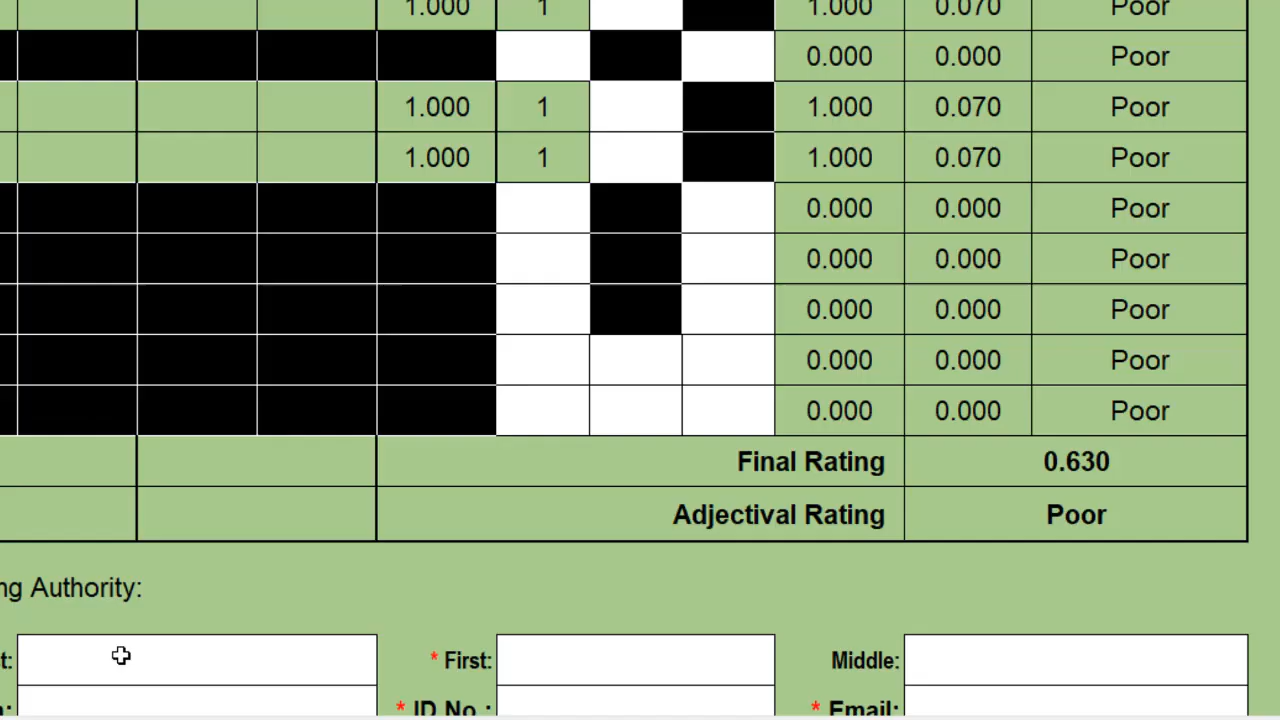 1.000 1 1.000 0.070 Poor
0.000 0.000 Poor
1.000 1 1.000 0.070 Poor
1.000 1 1.000 0.070 Poor
0.000 0.000 Poor
0.000 0.000 Poor
0.000 0.000 Poor
0.000 0.000 Poor
0.000 0.000 Poor
Final Rating 0.630
Adjectival Rating Poor
ng Authority:
t: * First: Middle:
* ID No.: * Email: